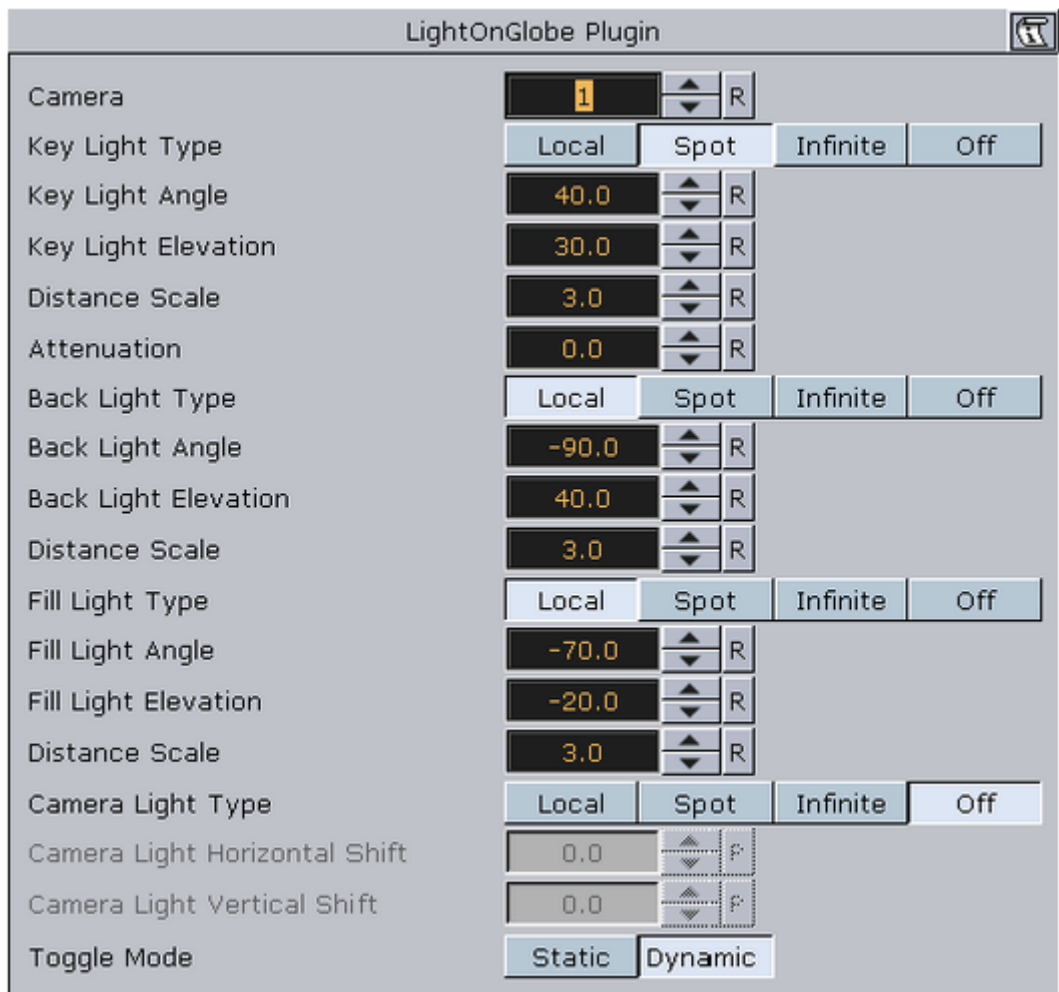 LightOnGlobe Plugin
Camera 1 R
Key Light Type Local Spot Infinite Off
Key Light Angle 40.0 R
Key Light Elevation 30.0 R
Distance Scale 3.0 R
Attenuation 0.0 R
Back Light Type Local Spot Infinite Off
Back Light Angle -90.0 R
Back Light Elevation 40.0 R
Distance Scale 3.0 R
Fill Light Type Local Spot Infinite Off
Fill Light Angle -70.0 R
Fill Light Elevation -20.0 R
Distance Scale 3.0 R
Camera Light Type Local Spot Infinite Off
Camera Light Horizontal Shift 0.0 R
Camera Light Vertical Shift 0.0 R
Toggle Mode Static Dynamic